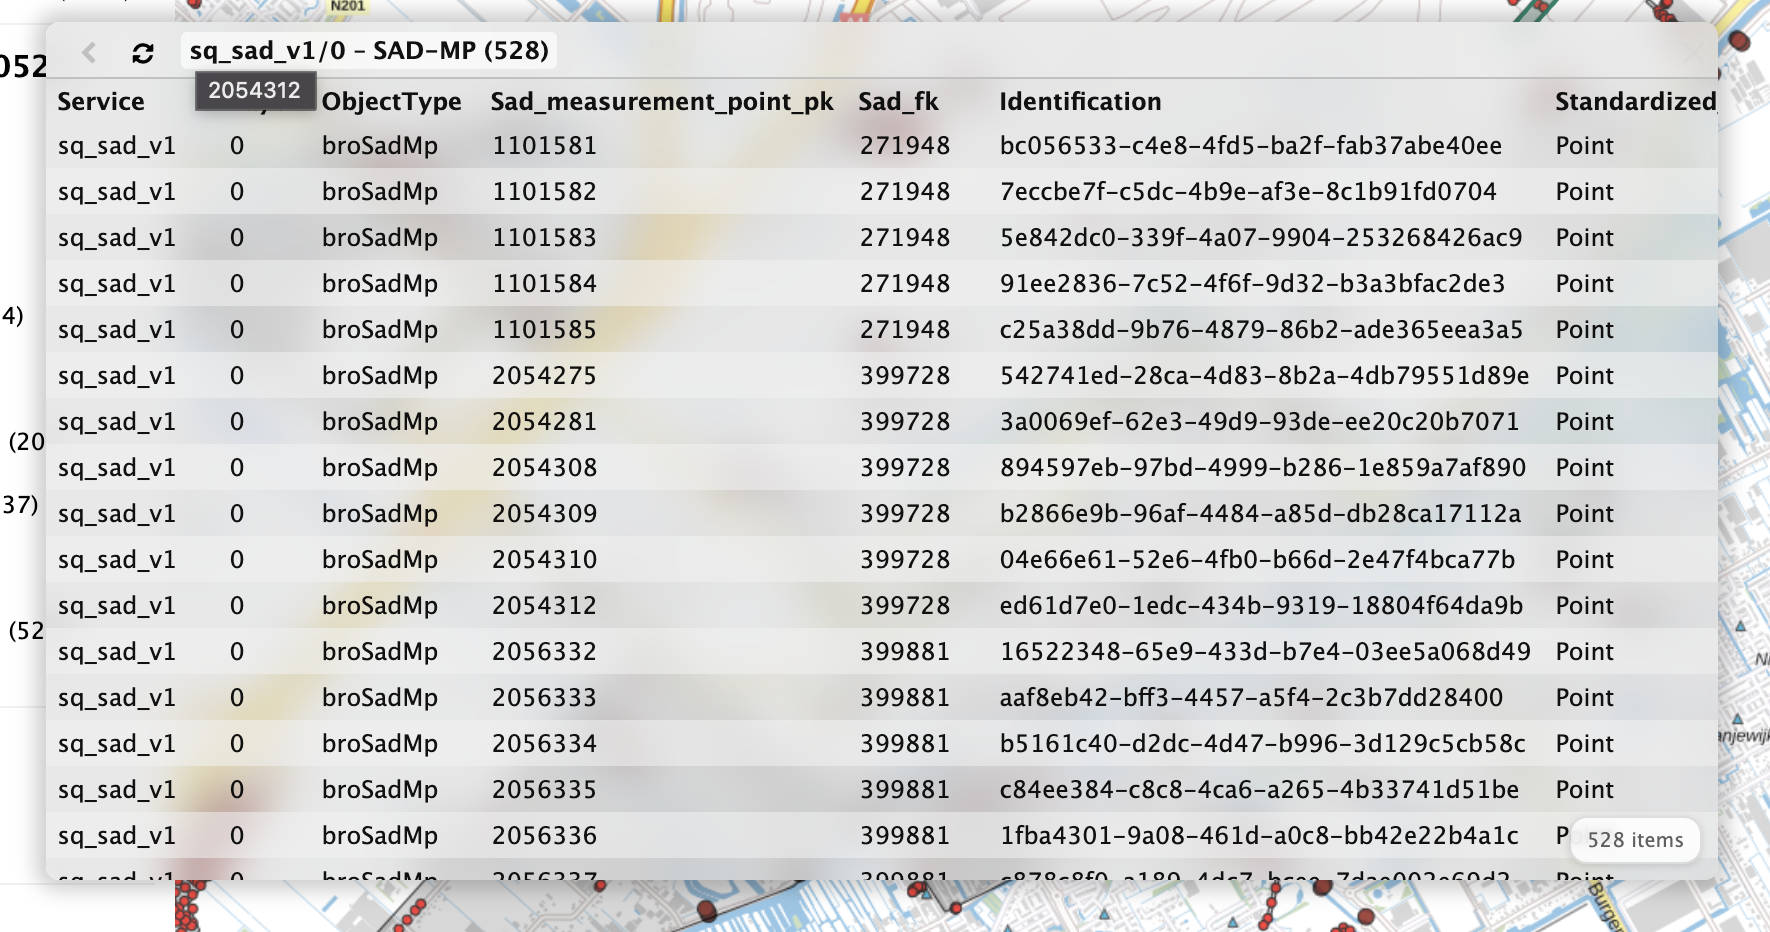 N201
052
sq_sad_v1/0 – SAD-MP (528)
2054312
Service ObjectType Sad_measurement_point_pk Sad_fk Identification Standardized_
sq_sad_v1 0 broSadMp 1101581 271948 bc056533-c4e8-4fd5-ba2f-fab37abe40ee Point
sq_sad_v1 0 broSadMp 1101582 271948 7eccbe7f-c5dc-4b9e-af3e-8c1b91fd0704 Point
sq_sad_v1 0 broSadMp 1101583 271948 5e842dc0-339f-4a07-9904-253268426ac9 Point
sq_sad_v1 0 broSadMp 1101584 271948 91ee2836-7c52-4f6f-9d32-b3a3bfac2de3 Point
4)
sq_sad_v1 0 broSadMp 1101585 271948 c25a38dd-9b76-4879-86b2-ade365eea3a5 Point
sq_sad_v1 0 broSadMp 2054275 399728 542741ed-28ca-4d83-8b2a-4db79551d89e Point
sq_sad_v1 0 broSadMp 2054281 399728 3a0069ef-62e3-49d9-93de-ee20c20b7071 Point
(20
sq_sad_v1 0 broSadMp 2054308 399728 894597eb-97bd-4999-b286-1e859a7af890 Point
37)
sq_sad_v1 0 broSadMp 2054309 399728 b2866e9b-96af-4484-a85d-db28ca17112a Point
sq_sad_v1 0 broSadMp 2054310 399728 04e66e61-52e6-4fb0-b66d-2e47f4bca77b Point
sq_sad_v1 0 broSadMp 2054312 399728 ed61d7e0-1edc-434b-9319-18804f64da9b Point
(52
sq_sad_v1 0 broSadMp 2056332 399881 16522348-65e9-433d-b7e4-03ee5a068d49 Point
sq_sad_v1 0 broSadMp 2056333 399881 aaf8eb42-bff3-4457-a5f4-2c3b7dd28400 Point
sq_sad_v1 0 broSadMp 2056334 399881 b5161c40-d2dc-4d47-b996-3d129c5cb58c Point
anjewijk
sq_sad_v1 0 broSadMp 2056335 399881 c84ee384-c8c8-4ca6-a265-4b33741d51be Point
sq_sad_v1 0 broSadMp 2056336 399881 1fba4301-9a08-461d-a0c8-bb42e22b4a1c
528 items
sq_sad_v1 0 broSadMp 2056337 399881 Point
Burge